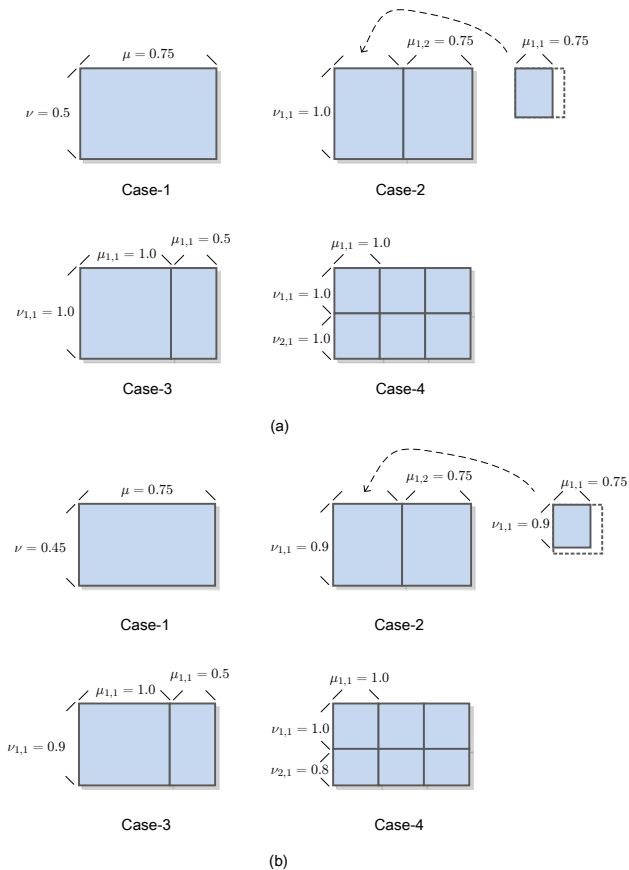 μ = 0.75
ν = 0.5
Case-1
μ₁,₂ = 0.75
μ₁,₁ = 0.75
ν₁,₁ = 1.0
Case-2
μ₁,₁ = 0.5
μ₁,₁ = 1.0
ν₁,₁ = 1.0
Case-3
μ₁,₁ = 1.0
ν₁,₁ = 1.0
ν₂,₁ = 1.0
Case-4
(a)
μ = 0.75
ν = 0.45
Case-1
μ₁,₂ = 0.75
ν₁,₁ = 0.9
Case-2
μ₁,₁ = 0.75
ν₁,₁ = 0.9
μ₁,₁ = 0.5
μ₁,₁ = 1.0
ν₁,₁ = 0.9
Case-3
μ₁,₁ = 1.0
ν₁,₁ = 1.0
ν₂,₁ = 0.8
Case-4
(b)